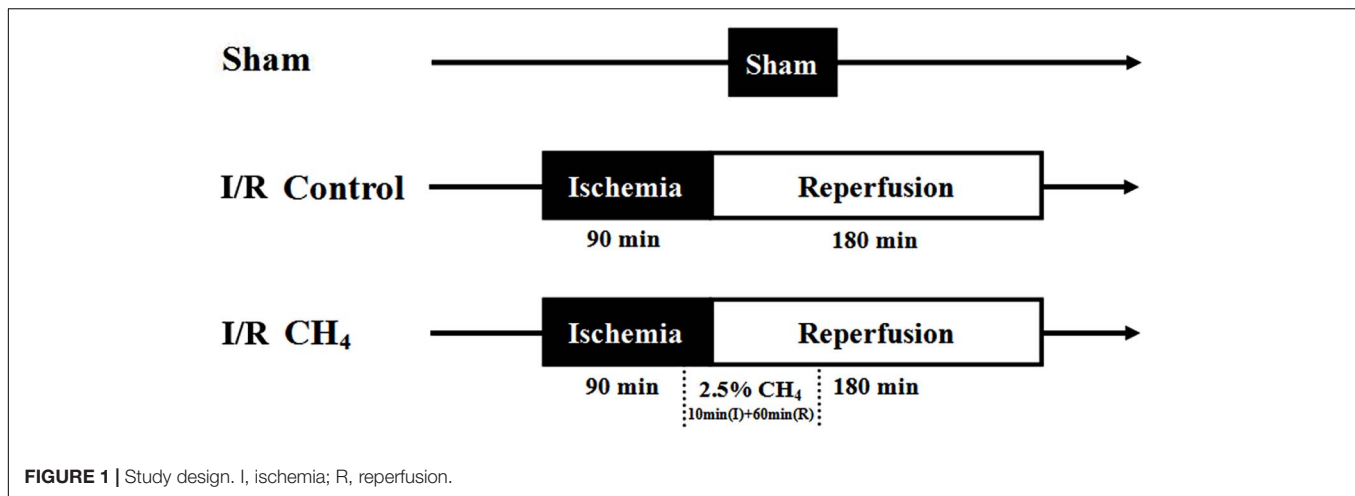 Sham
Sham
I/R Control
Ischemia
Reperfusion
90 min
180 min
I/R CH₄
Ischemia
Reperfusion
90 min
2.5% CH₄
180 min
10min(I)+60min(R)
FIGURE 1 | Study design. I, ischemia; R, reperfusion.